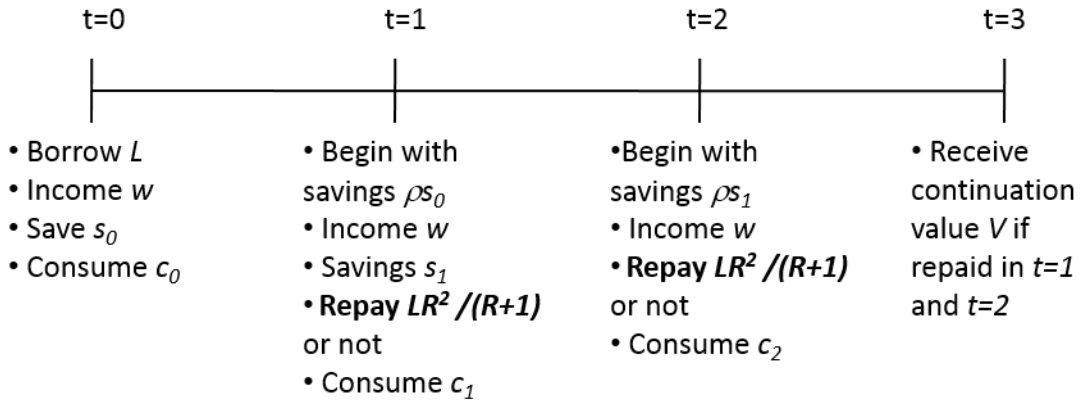 t=0
t=1
t=2
t=3
• Borrow L
• Income w
• Save s₀
• Consume c₀
• Begin with
savings ρs₀
• Income w
• Savings s₁
• Repay LR² /(R+1)
or not
• Consume c₁
•Begin with
savings ρs₁
• Income w
• Repay LR² /(R+1)
or not
• Consume c₂
• Receive
continuation
value V if
repaid in t=1
and t=2